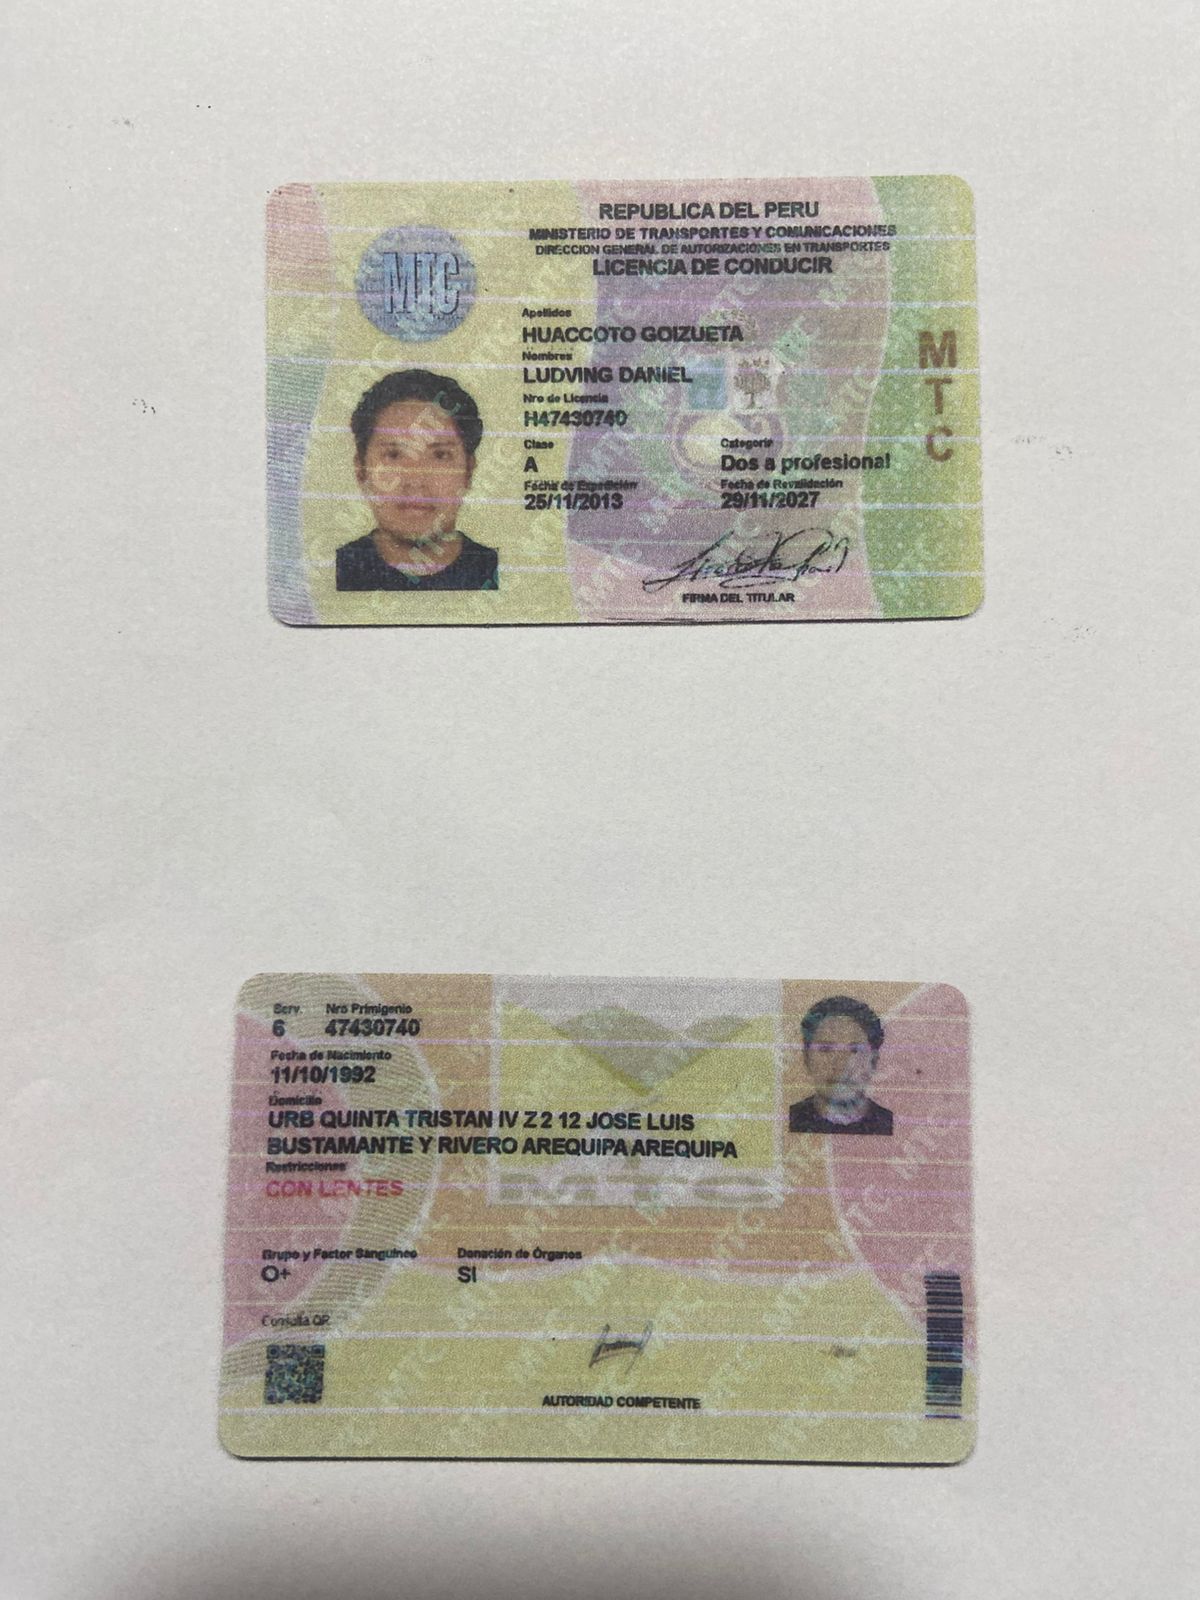 REPUBLICA DEL PERU
MINISTERIO DE TRANSPORTES Y COMUNICACIONES
DIRECCION GENERAL DE AUTORIZACIONES EN TRANSPORTES
LICENCIA DE CONDUCIR
MTC
Apellidos
HUACCOTO GOIZUETA
Nombres
LUDVING DANIEL
Nro de Licencia
H47430740
Clase Categoría
A Dos a profesional
Fecha de Expedición Fecha de Revalidación
25/11/2013 29/11/2027
FIRMA DEL TITULAR
M
T
C
Serv. Nro Primigenio
6 47430740
Fecha de Nacimiento
11/10/1992
Domicilio
URB QUINTA TRISTAN IV Z 2 12 JOSE LUIS
BUSTAMANTE Y RIVERO AREQUIPA AREQUIPA
Restricciones
CON LENTES
MTC
Grupo y Factor Sanguineo Donación de Órganos
O+ SI
Consulta QR
AUTORIDAD COMPETENTE